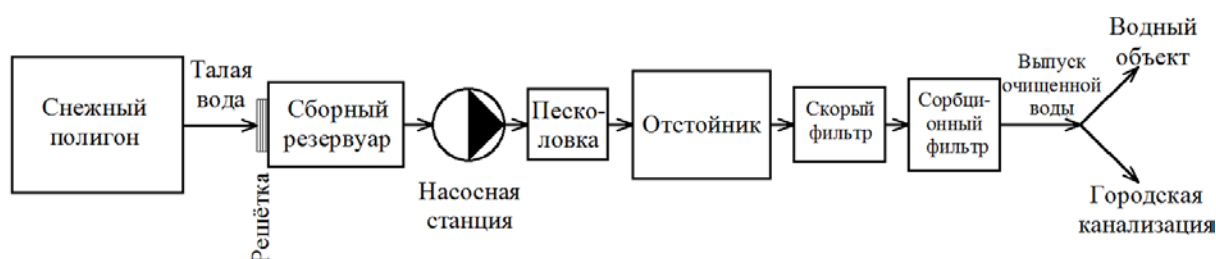 Снежный
полигон
Талая
вода
Решётка
Сборный
резервуар
Насосная
станция
Песко-
ловка
Отстойник
Скорый
фильтр
Сорбци-
онный
фильтр
Выпуск
очищенной
воды
Водный
объект
Городская
канализация